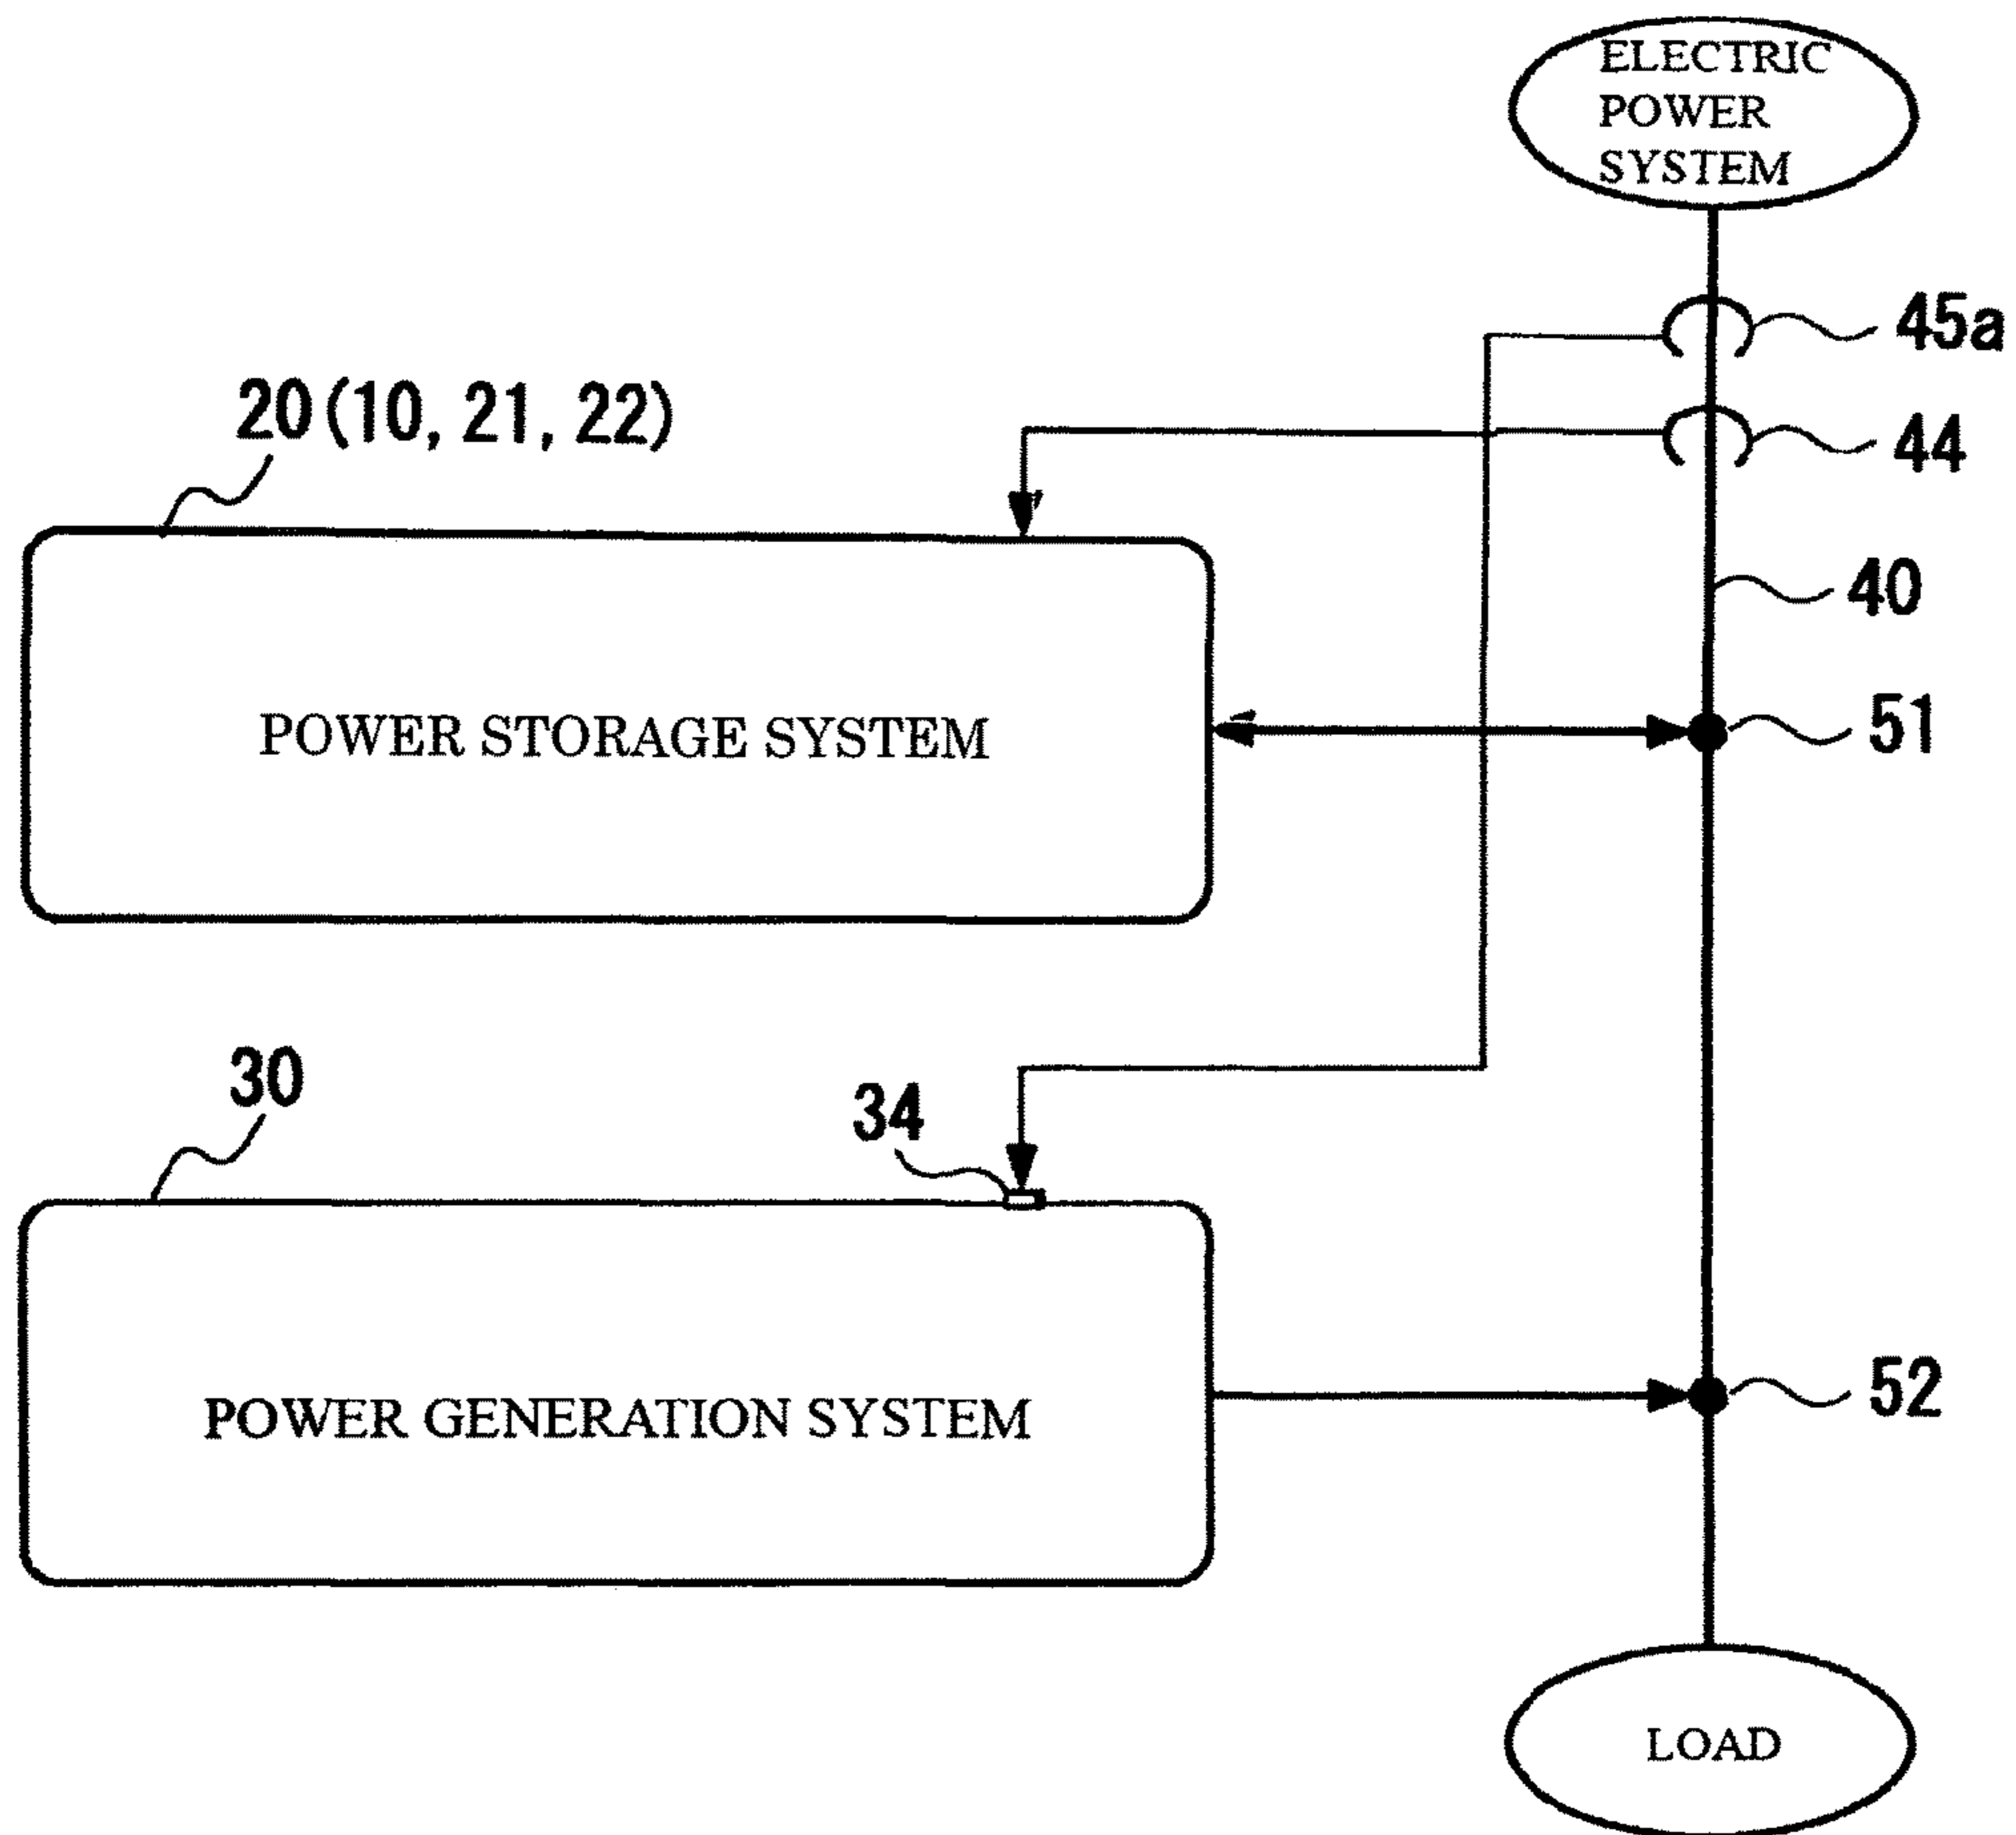 ELECTRIC
POWER
SYSTEM
45a
20(10, 21, 22)
44
40
POWER STORAGE SYSTEM
51
30
34
POWER GENERATION SYSTEM
52
LOAD